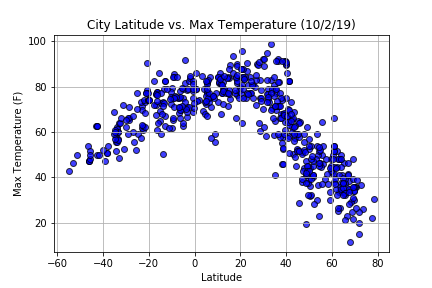 City Latitude vs. Max Temperature (10/2/19)
100
80
60
40
20
Max Temperature (F)
−60 −40 −20 0 20 40 60 80
Latitude